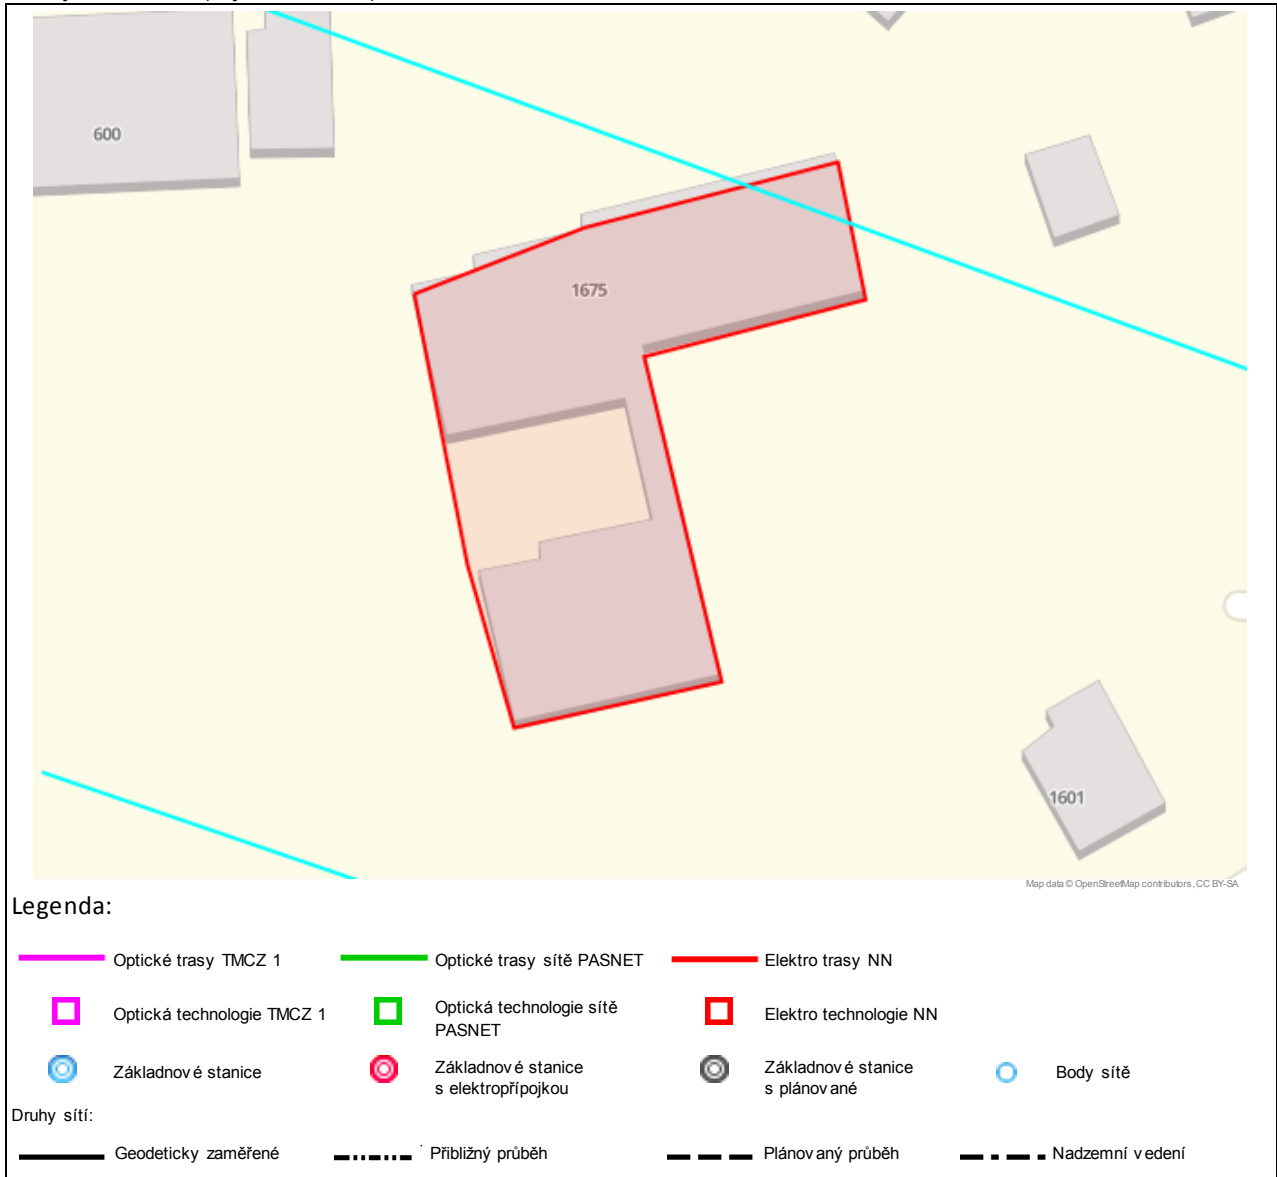 600
1675
1601
Map data © OpenStreetMap contributors, CC BY-SA
Legenda:
Optické trasy TMCZ 1
Optické trasy sítě PASNET
Elektro trasy NN
Optická technologie TMCZ 1
Optická technologie sítě
PASNET
Elektro technologie NN
Základnové stanice
Základnové stanice
s elektropřípojkou
Základnové stanice
s plánované
Body sítě
Druhy sítí:
Geodeticky zaměřené
Přibližný průběh
Plánovaný průběh
Nadzemní vedení